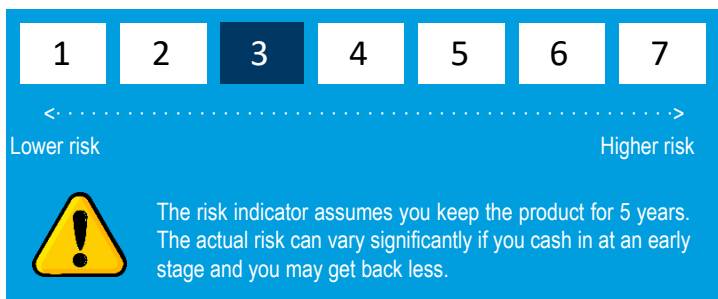 1 2 3 4 5 6 7
<· · · · · · · · · · · · · · · · · · · · · · · · · · · · · · · · · · · · · · · · · · · · · · · · · · · ·>
Lower risk Higher risk
The risk indicator assumes you keep the product for 5 years.
The actual risk can vary significantly if you cash in at an early
stage and you may get back less.